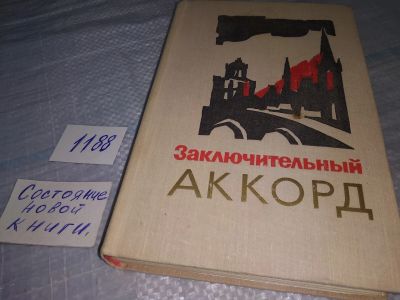 Заключительный
АККОРД
1188
Состояние
новой
книги.